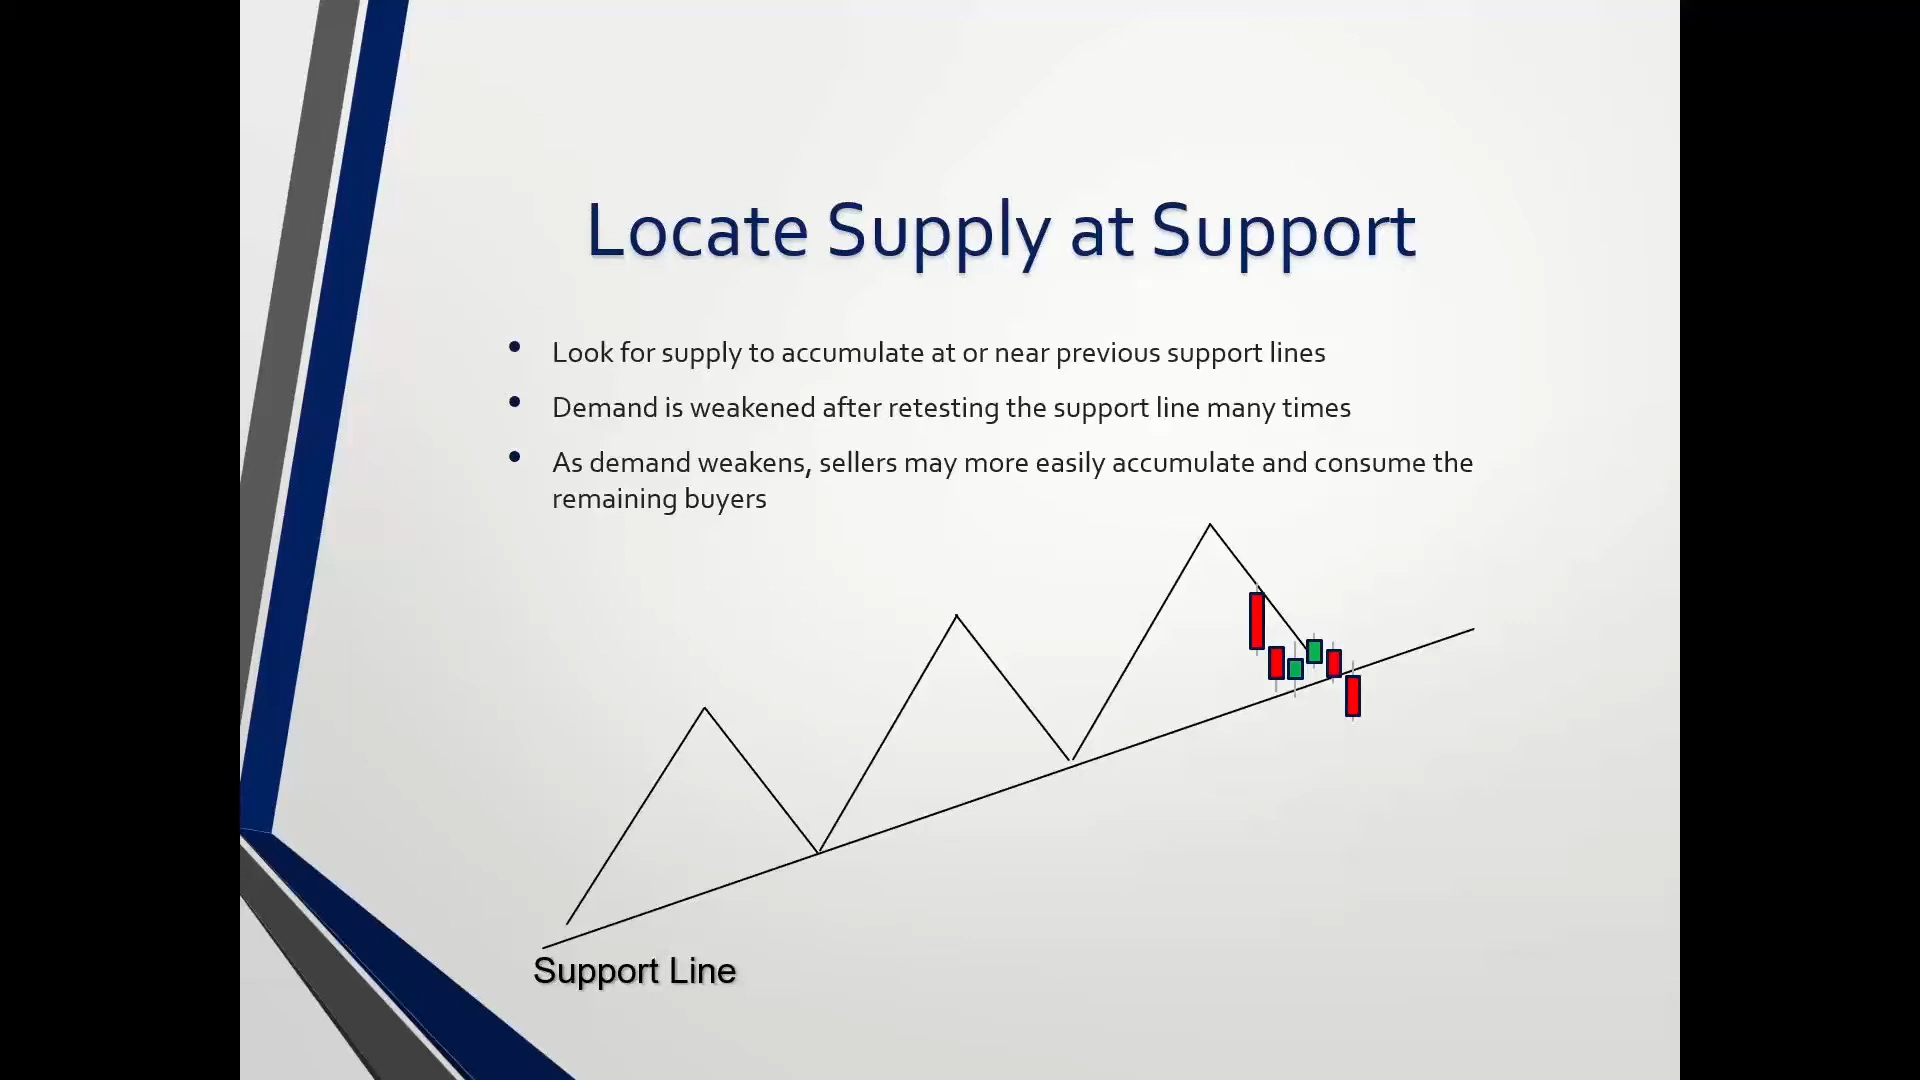 Locate Supply at Support
• Look for supply to accumulate at or near previous support lines
• Demand is weakened after retesting the support line many times
• As demand weakens, sellers may more easily accumulate and consume the
remaining buyers
Support Line